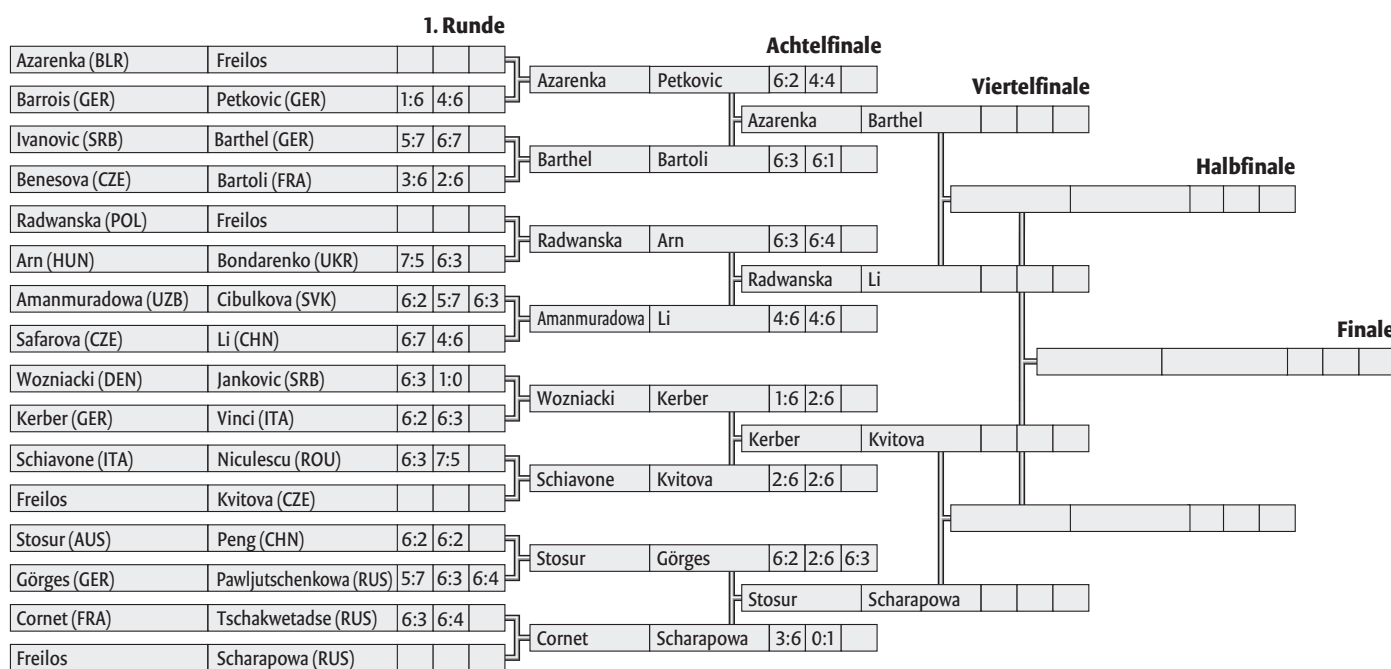 1. Runde
Azarenka (BLR) Freilos
Barrois (GER) Petkovic (GER) 1:6 4:6
Ivanovic (SRB) Barthel (GER) 5:7 6:7
Benesova (CZE) Bartoli (FRA) 3:6 2:6
Radwanska (POL) Freilos
Arn (HUN) Bondarenko (UKR) 7:5 6:3
Amanmuradowa (UZB) Cibulkova (SVK) 6:2 5:7 6:3
Safarova (CZE) Li (CHN) 6:7 4:6
Wozniacki (DEN) Jankovic (SRB) 6:3 1:0
Kerber (GER) Vinci (ITA) 6:2 6:3
Schiavone (ITA) Niculescu (ROU) 6:3 7:5
Freilos Kvitova (CZE)
Stosur (AUS) Peng (CHN) 6:2 6:2
Görges (GER) Pawljutschenkowa (RUS) 5:7 6:3 6:4
Cornet (FRA) Tschakwetadse (RUS) 6:3 6:4
Freilos Scharapowa (RUS)
Achtelfinale
Azarenka Petkovic 6:2 4:4
Barthel Bartoli 6:3 6:1
Radwanska Arn 6:3 6:4
Amanmuradowa Li 4:6 4:6
Wozniacki Kerber 1:6 2:6
Schiavone Kvitova 2:6 2:6
Stosur Görges 6:2 2:6 6:3
Cornet Scharapowa 3:6 0:1
Viertelfinale
Azarenka Barthel
Radwanska Li
Kerber Kvitova
Stosur Scharapowa
Halbfinale
Finale